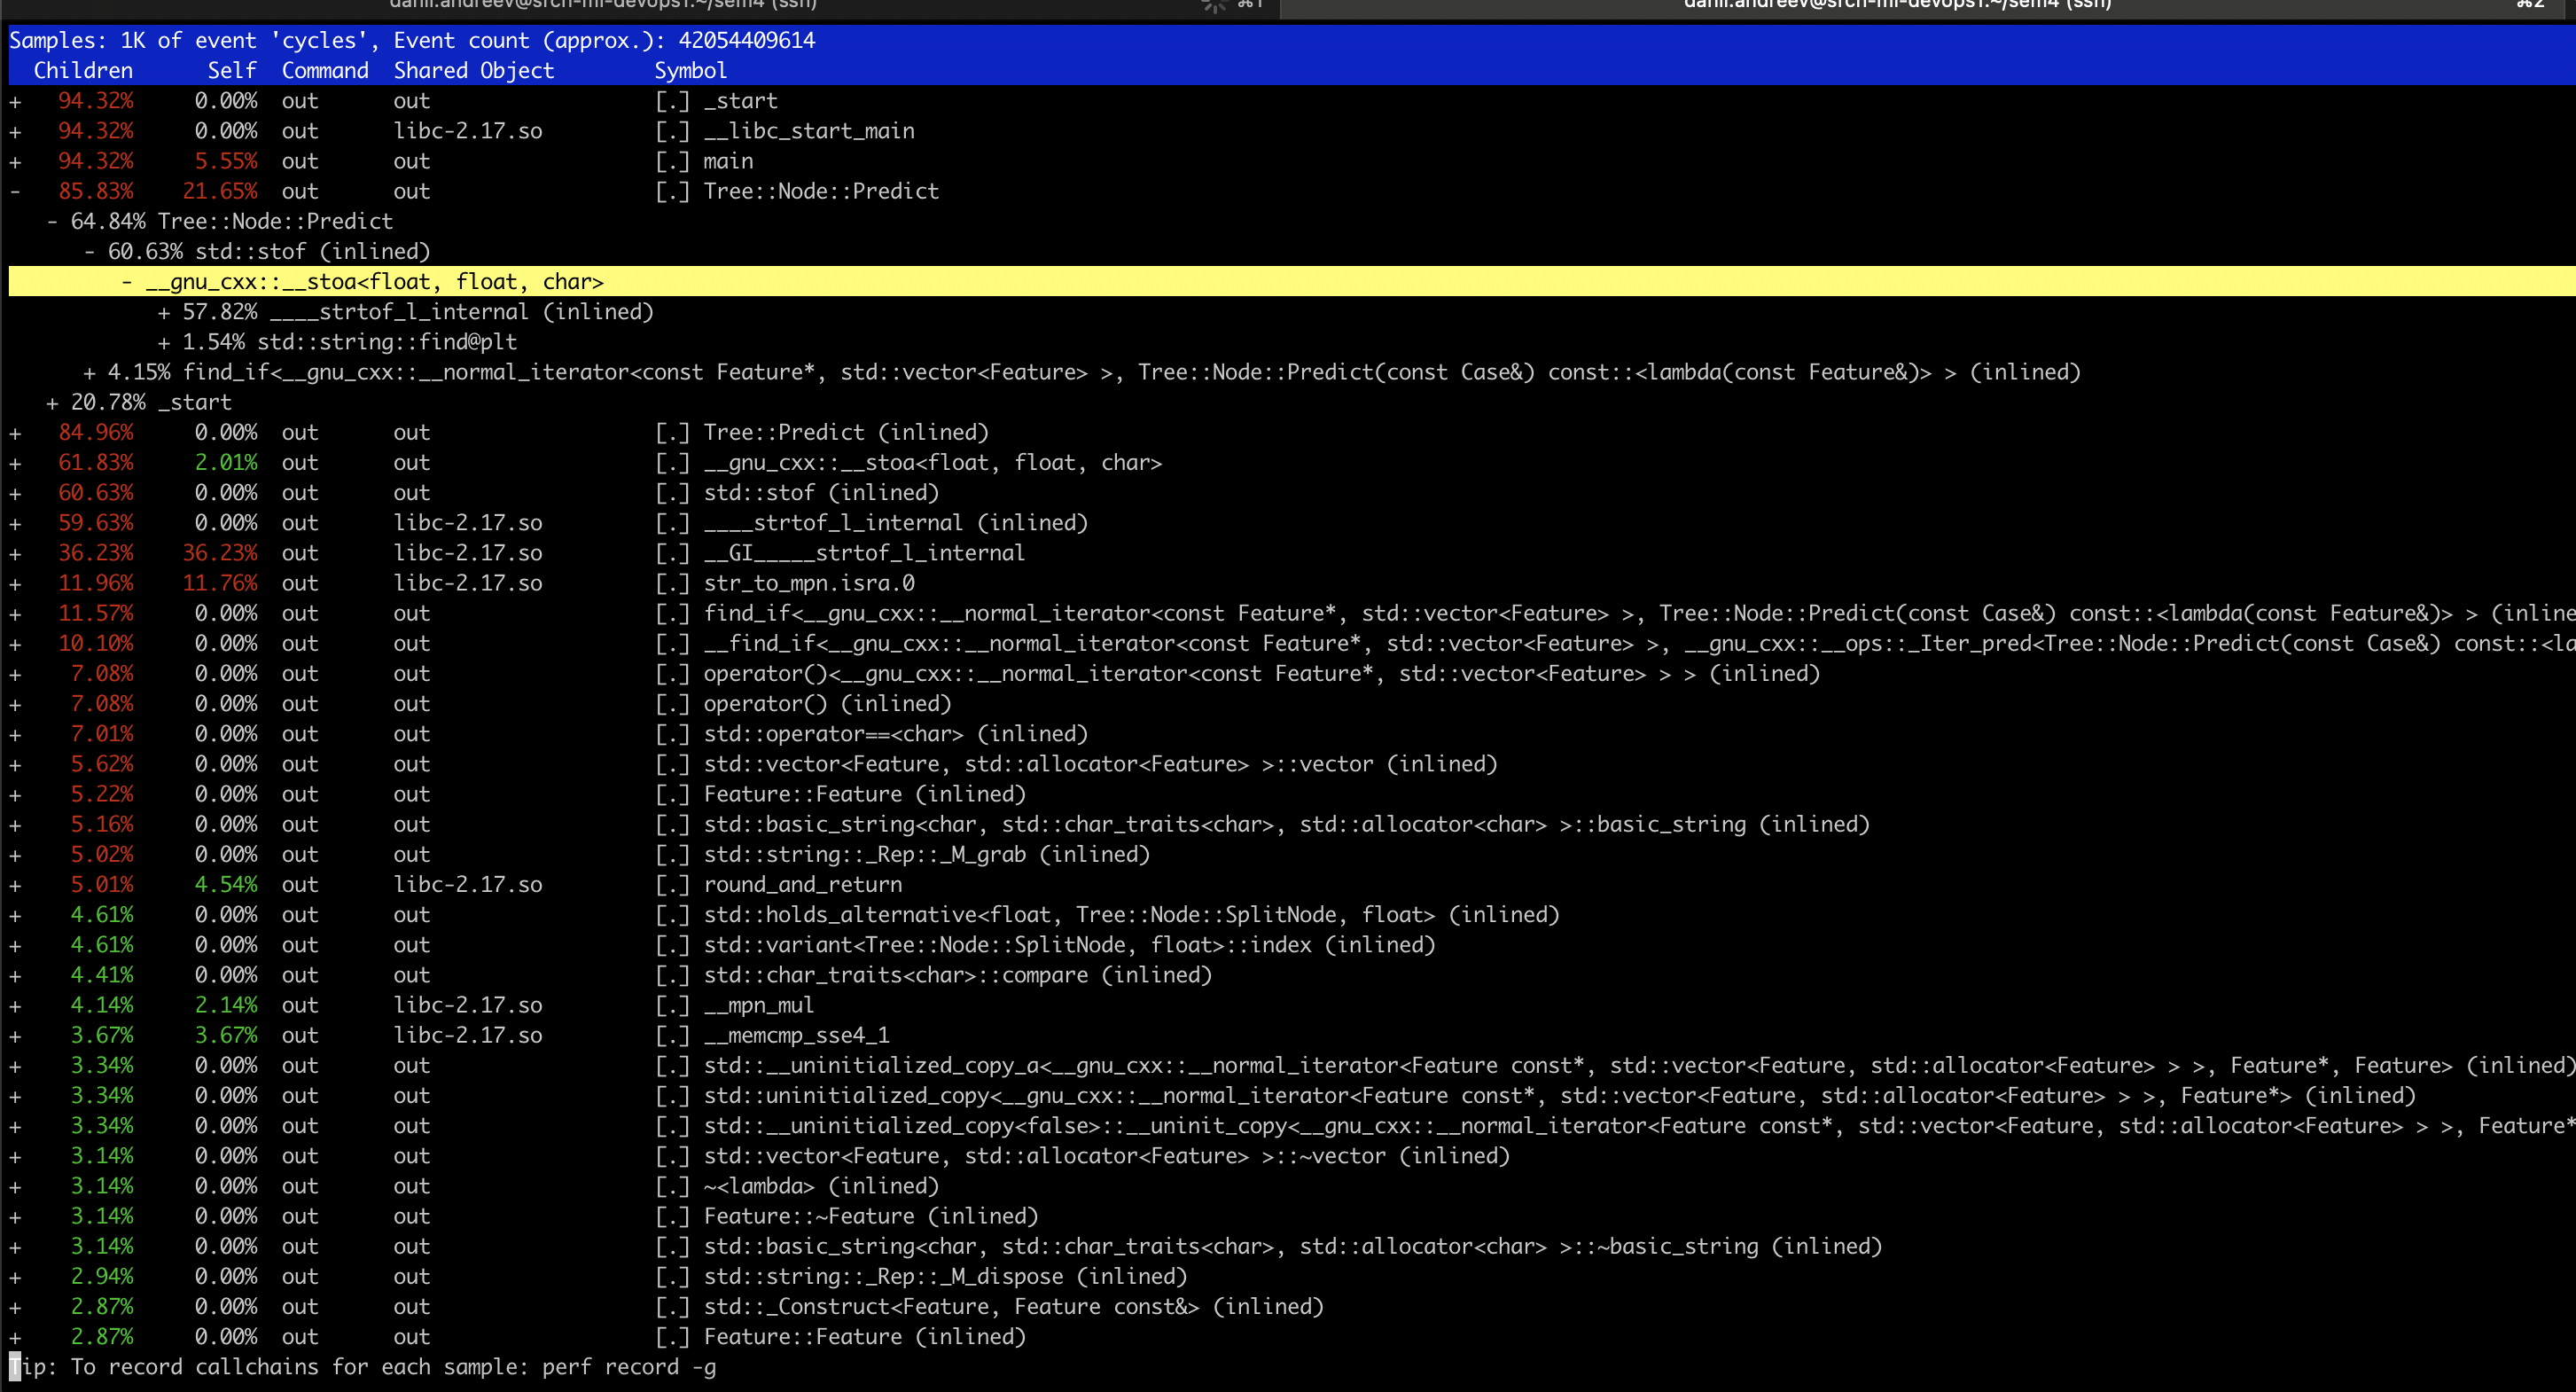 danil.andreev@srch-ml-devops1:~/sem4 (ssh) ⌘1 danil.andreev@srch-ml-devops1:~/sem4 (ssh) ⌘2
Samples: 1K of event 'cycles', Event count (approx.): 42054409614
Children Self Command Shared Object Symbol
+ 94.32% 0.00% out out [.] _start
+ 94.32% 0.00% out libc-2.17.so [.] __libc_start_main
+ 94.32% 5.55% out out [.] main
- 85.83% 21.65% out out [.] Tree::Node::Predict
- 64.84% Tree::Node::Predict
- 60.63% std::stof (inlined)
- __gnu_cxx::__stoa<float, float, char>
+ 57.82% ____strtof_l_internal (inlined)
+ 1.54% std::string::find@plt
+ 4.15% find_if<__gnu_cxx::__normal_iterator<const Feature*, std::vector<Feature> >, Tree::Node::Predict(const Case&) const::<lambda(const Feature&)> > (inlined)
+ 20.78% _start
+ 84.96% 0.00% out out [.] Tree::Predict (inlined)
+ 61.83% 2.01% out out [.] __gnu_cxx::__stoa<float, float, char>
+ 60.63% 0.00% out out [.] std::stof (inlined)
+ 59.63% 0.00% out libc-2.17.so [.] ____strtof_l_internal (inlined)
+ 36.23% 36.23% out libc-2.17.so [.] __GI_____strtof_l_internal
+ 11.96% 11.76% out libc-2.17.so [.] str_to_mpn.isra.0
+ 11.57% 0.00% out out [.] find_if<__gnu_cxx::__normal_iterator<const Feature*, std::vector<Feature> >, Tree::Node::Predict(const Case&) const::<lambda(const Feature&)> > (inline
+ 10.10% 0.00% out out [.] __find_if<__gnu_cxx::__normal_iterator<const Feature*, std::vector<Feature> >, __gnu_cxx::__ops::_Iter_pred<Tree::Node::Predict(const Case&) const::<la
+ 7.08% 0.00% out out [.] operator()<__gnu_cxx::__normal_iterator<const Feature*, std::vector<Feature> > > (inlined)
+ 7.08% 0.00% out out [.] operator() (inlined)
+ 7.01% 0.00% out out [.] std::operator==<char> (inlined)
+ 5.62% 0.00% out out [.] std::vector<Feature, std::allocator<Feature> >::vector (inlined)
+ 5.22% 0.00% out out [.] Feature::Feature (inlined)
+ 5.16% 0.00% out out [.] std::basic_string<char, std::char_traits<char>, std::allocator<char> >::basic_string (inlined)
+ 5.02% 0.00% out out [.] std::string::_Rep::_M_grab (inlined)
+ 5.01% 4.54% out libc-2.17.so [.] round_and_return
+ 4.61% 0.00% out out [.] std::holds_alternative<float, Tree::Node::SplitNode, float> (inlined)
+ 4.61% 0.00% out out [.] std::variant<Tree::Node::SplitNode, float>::index (inlined)
+ 4.41% 0.00% out out [.] std::char_traits<char>::compare (inlined)
+ 4.14% 2.14% out libc-2.17.so [.] __mpn_mul
+ 3.67% 3.67% out libc-2.17.so [.] __memcmp_sse4_1
+ 3.34% 0.00% out out [.] std::__uninitialized_copy_a<__gnu_cxx::__normal_iterator<Feature const*, std::vector<Feature, std::allocator<Feature> > >, Feature*, Feature> (inlined)
+ 3.34% 0.00% out out [.] std::uninitialized_copy<__gnu_cxx::__normal_iterator<Feature const*, std::vector<Feature, std::allocator<Feature> > >, Feature*> (inlined)
+ 3.34% 0.00% out out [.] std::__uninitialized_copy<false>::__uninit_copy<__gnu_cxx::__normal_iterator<Feature const*, std::vector<Feature, std::allocator<Feature> > >, Feature*
+ 3.14% 0.00% out out [.] std::vector<Feature, std::allocator<Feature> >::~vector (inlined)
+ 3.14% 0.00% out out [.] ~<lambda> (inlined)
+ 3.14% 0.00% out out [.] Feature::~Feature (inlined)
+ 3.14% 0.00% out out [.] std::basic_string<char, std::char_traits<char>, std::allocator<char> >::~basic_string (inlined)
+ 2.94% 0.00% out out [.] std::string::_Rep::_M_dispose (inlined)
+ 2.87% 0.00% out out [.] std::_Construct<Feature, Feature const&> (inlined)
+ 2.87% 0.00% out out [.] Feature::Feature (inlined)
Tip: To record callchains for each sample: perf record -g